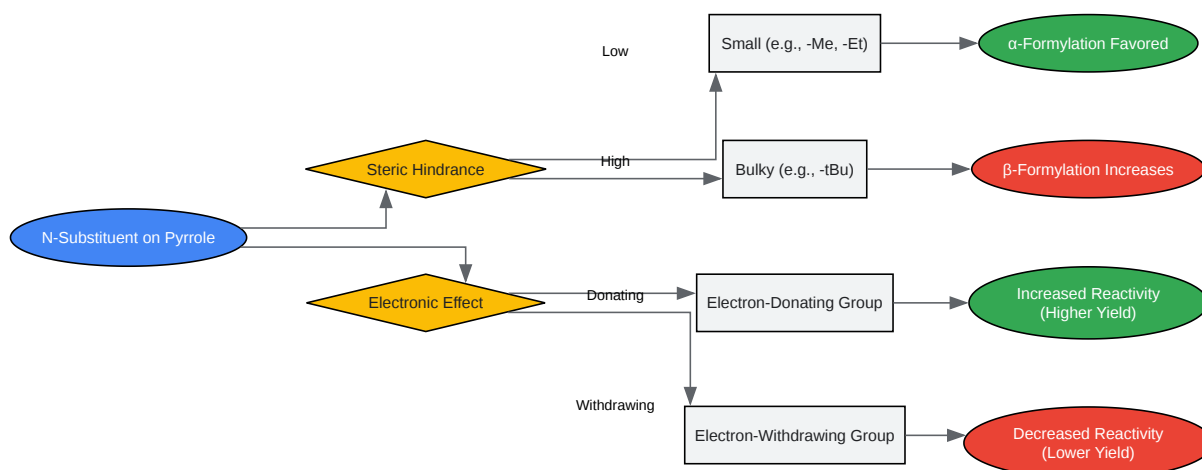 Low
Small (e.g., -Me, -Et)
α-Formylation Favored
Steric Hindrance
High
Bulky (e.g., -tBu)
β-Formylation Increases
N-Substituent on Pyrrole
Electronic Effect
Donating
Electron-Donating Group
Increased Reactivity
(Higher Yield)
Withdrawing
Electron-Withdrawing Group
Decreased Reactivity
(Lower Yield)